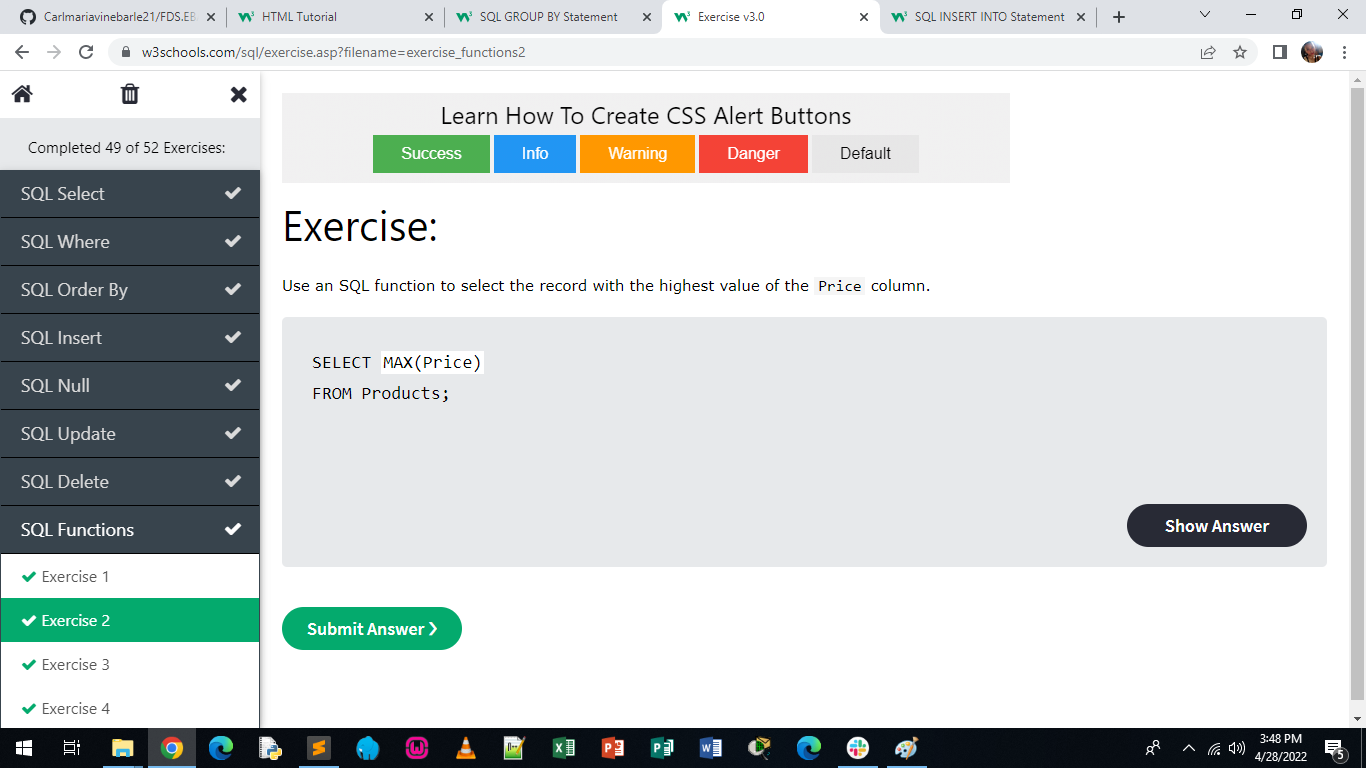 Carlmariavinebarle21/FDS.EB
HTML Tutorial
SQL GROUP BY Statement
Exercise v3.0
SQL INSERT INTO Statement
w3schools.com/sql/exercise.asp?filename=exercise_functions2
Completed 49 of 52 Exercises:
SQL Select
SQL Where
SQL Order By
SQL Insert
SQL Null
SQL Update
SQL Delete
SQL Functions
Exercise 1
Exercise 2
Exercise 3
Exercise 4
Learn How To Create CSS Alert Buttons
Success Info Warning Danger Default
Exercise:
Use an SQL function to select the record with the highest value of the Price column.
SELECT MAX(Price)
FROM Products;
Show Answer
Submit Answer ❯
3:48 PM
4/28/2022
5